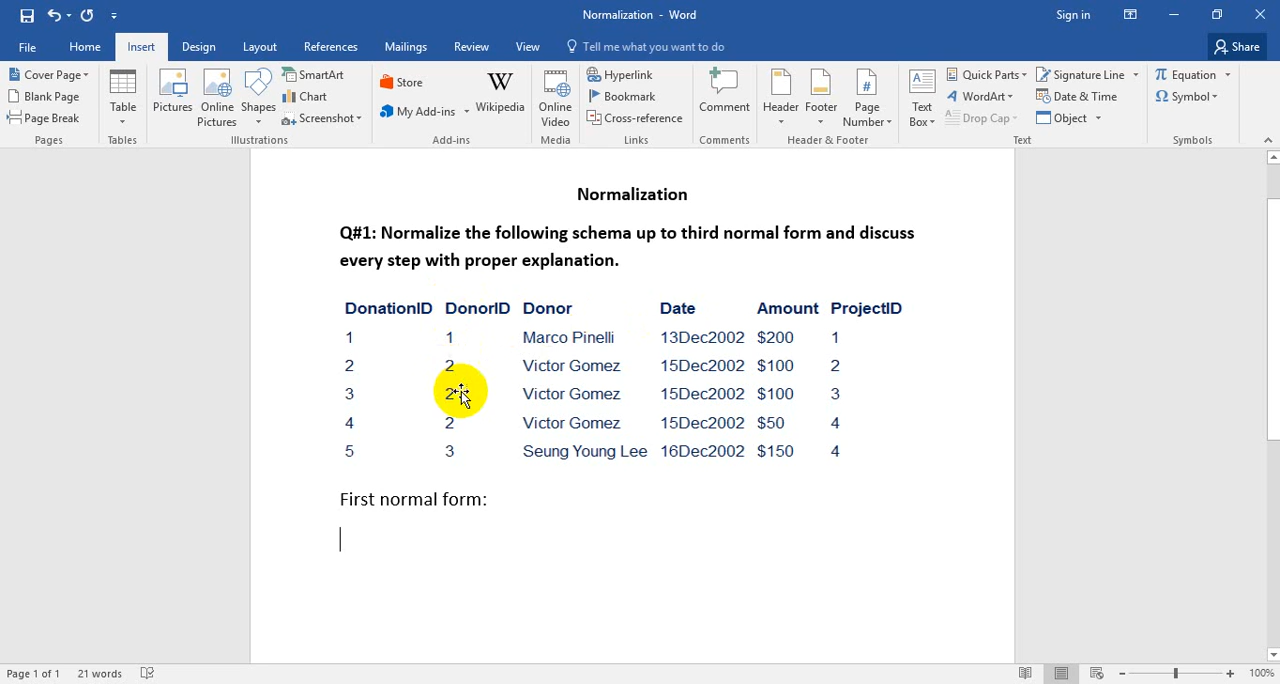 Normalization - Word
Sign in
File Home Insert Design Layout References Mailings Review View Tell me what you want to do Share
Cover Page
Blank Page
Page Break
Pages
Table
Tables
Pictures
Online Pictures
Shapes
SmartArt
Chart
Screenshot
Illustrations
Store
My Add-ins
Wikipedia
Add-ins
Online Video
Media
Hyperlink
Bookmark
Cross-reference
Links
Comment
Comments
Header
Footer
Page Number
Header & Footer
Text Box
Quick Parts
WordArt
Drop Cap
Signature Line
Date & Time
Object
Text
Equation
Symbol
Symbols
Normalization
Q#1: Normalize the following schema up to third normal form and discuss
every step with proper explanation.
DonationID DonorID Donor Date Amount ProjectID
1 1 Marco Pinelli 13Dec2002 $200 1
2 2 Victor Gomez 15Dec2002 $100 2
3 2 Victor Gomez 15Dec2002 $100 3
4 2 Victor Gomez 15Dec2002 $50 4
5 3 Seung Young Lee 16Dec2002 $150 4
First normal form:
Page 1 of 1 21 words 100%